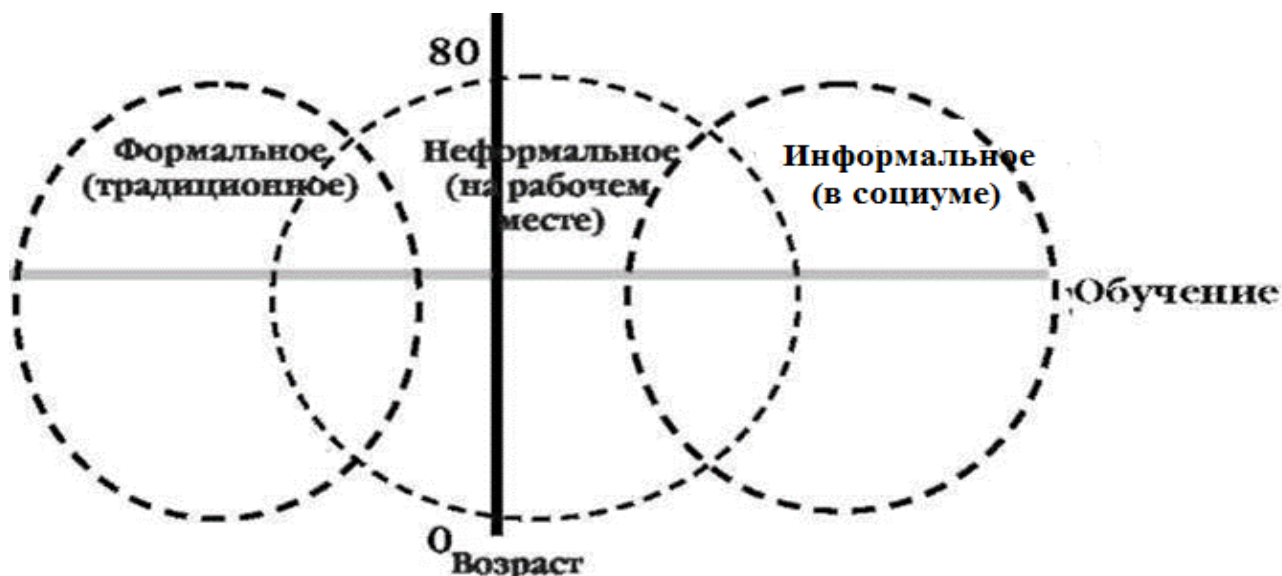 80
Формальное
(традиционное)
Неформальное
(на рабочем
месте)
Информальное
(в социуме)
Обучение
0
Возраст